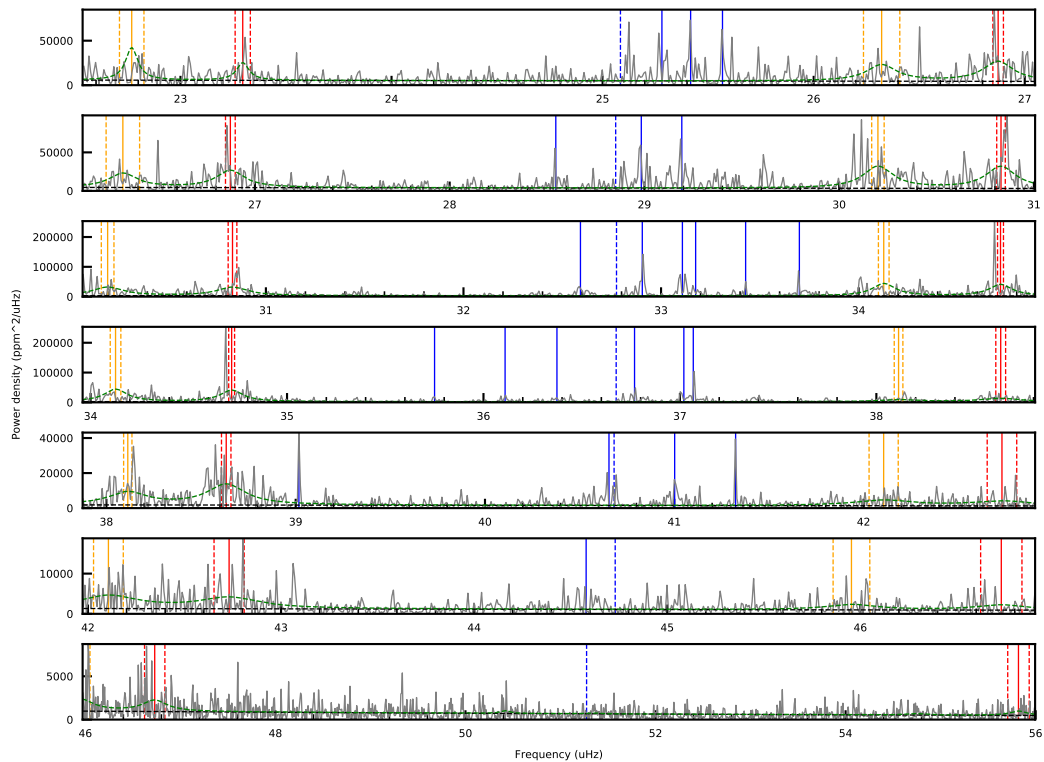 50000
0
23 24 25 26 27
50000
0
27 28 29 30 31
200000
100000
0
31 32 33 34
200000
100000
0
34 35 36 37 38
Power density (ppm^2/uHz)
40000
20000
0
38 39 40 41 42
10000
0
42 43 44 45 46
5000
0
46 48 50 52 54 56
Frequency (uHz)